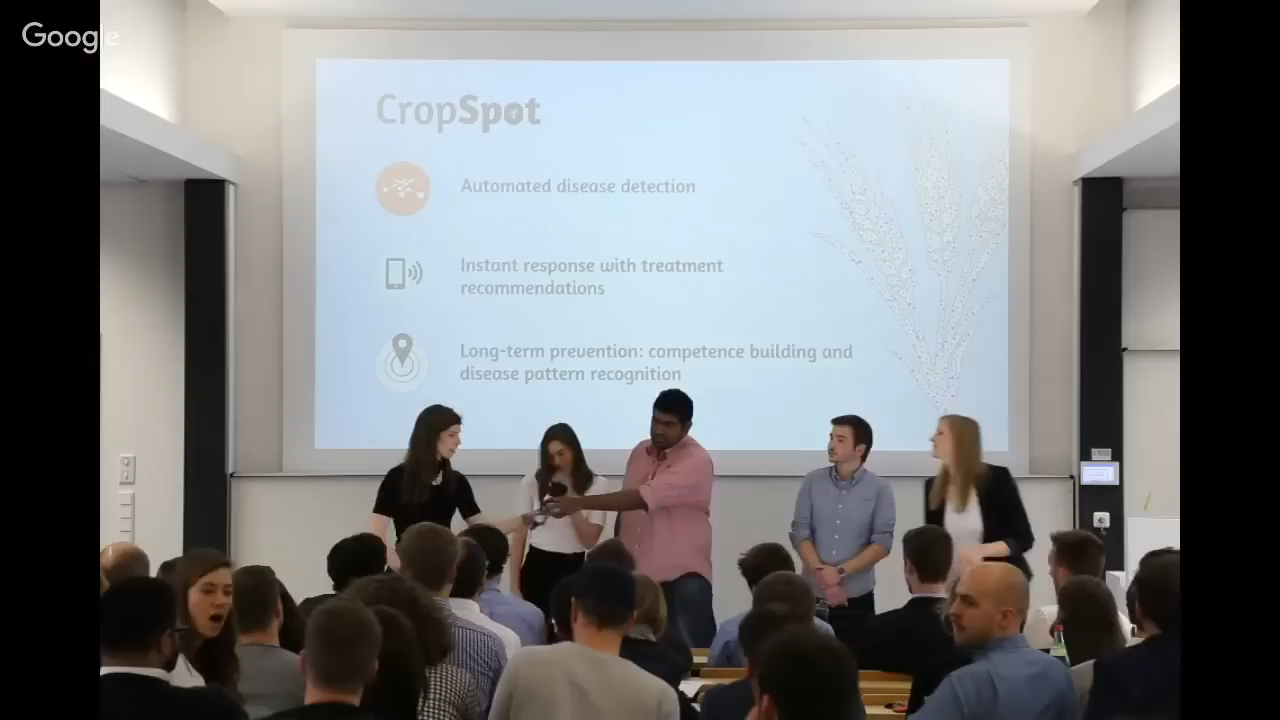 Google
CropSpot
Automated disease detection
Instant response with treatment
recommendations
Long-term prevention: competence building and
disease pattern recognition